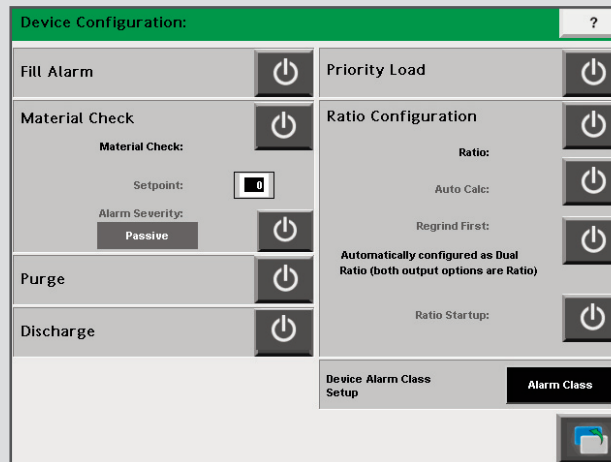 Device Configuration:
?
Fill Alarm
Material Check
Material Check:
Setpoint:
0
Alarm Severity:
Passive
Purge
Discharge
Priority Load
Ratio Configuration
Ratio:
Auto Calc:
Regrind First:
Automatically configured as Dual
Ratio (both output options are Ratio)
Ratio Startup:
Device Alarm Class
Setup
Alarm Class